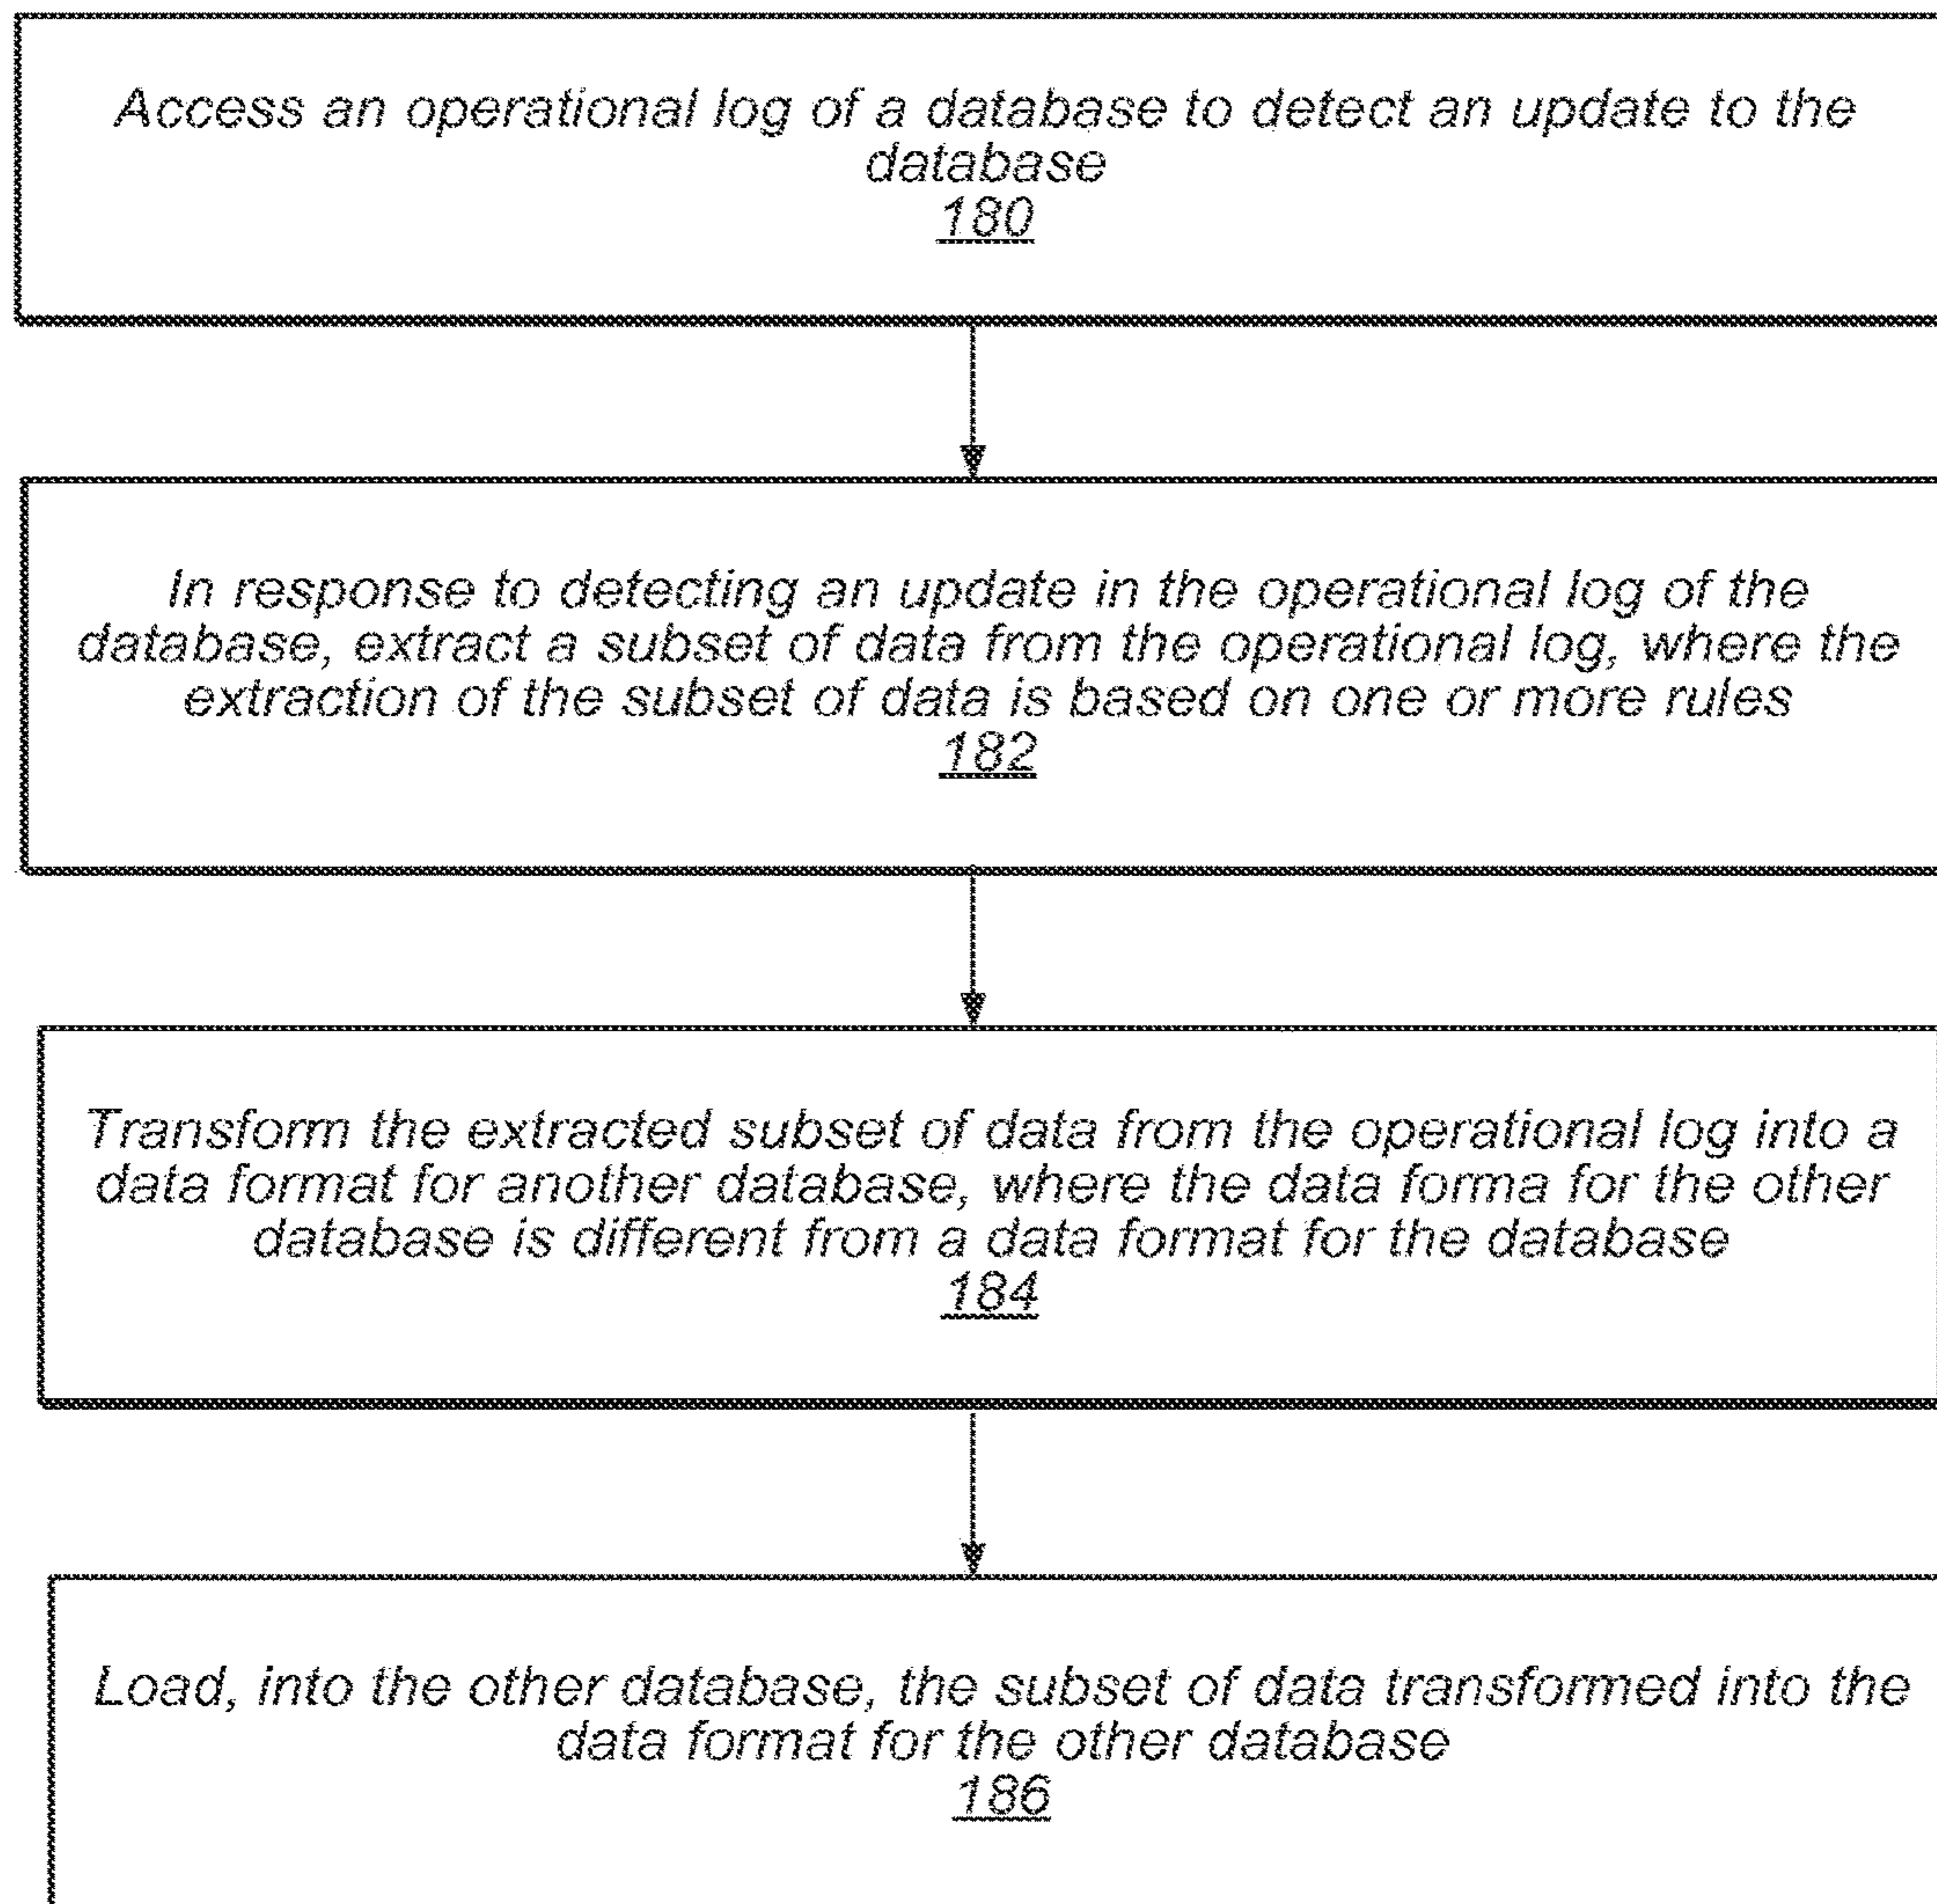 Access an operational log of a database to detect an update to the
database
180
In response to detecting an update in the operational log of the
database, extract a subset of data from the operational log, where the
extraction of the subset of data is based on one or more rules
182
Transform the extracted subset of data from the operational log into a
data format for another database, where the data forma for the other
database is different from a data format for the database
184
Load, into the other database, the subset of data transformed into the
data format for the other database
186